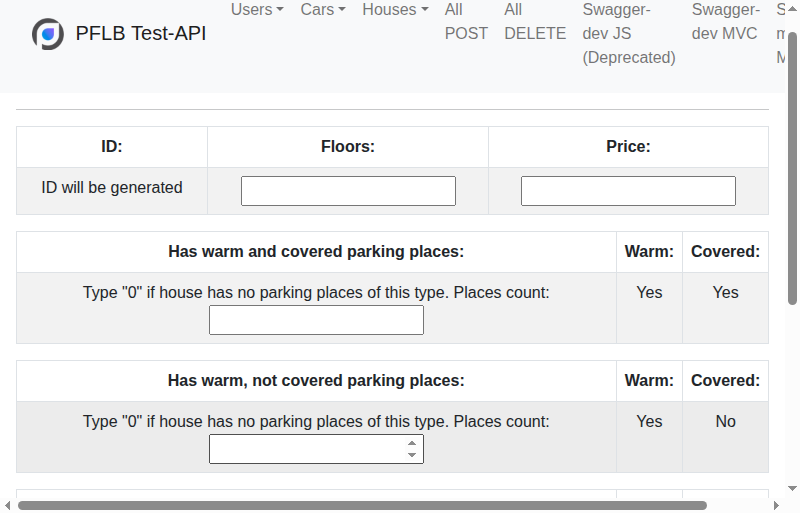 Users Cars Houses All POST All DELETE Swagger-dev JS (Deprecated) Swagger-dev MVC
PFLB Test-API
ID: Floors: Price:
ID will be generated
Has warm and covered parking places: Warm: Covered:
Type "0" if house has no parking places of this type. Places count: Yes Yes
Has warm, not covered parking places: Warm: Covered:
Type "0" if house has no parking places of this type. Places count: Yes No